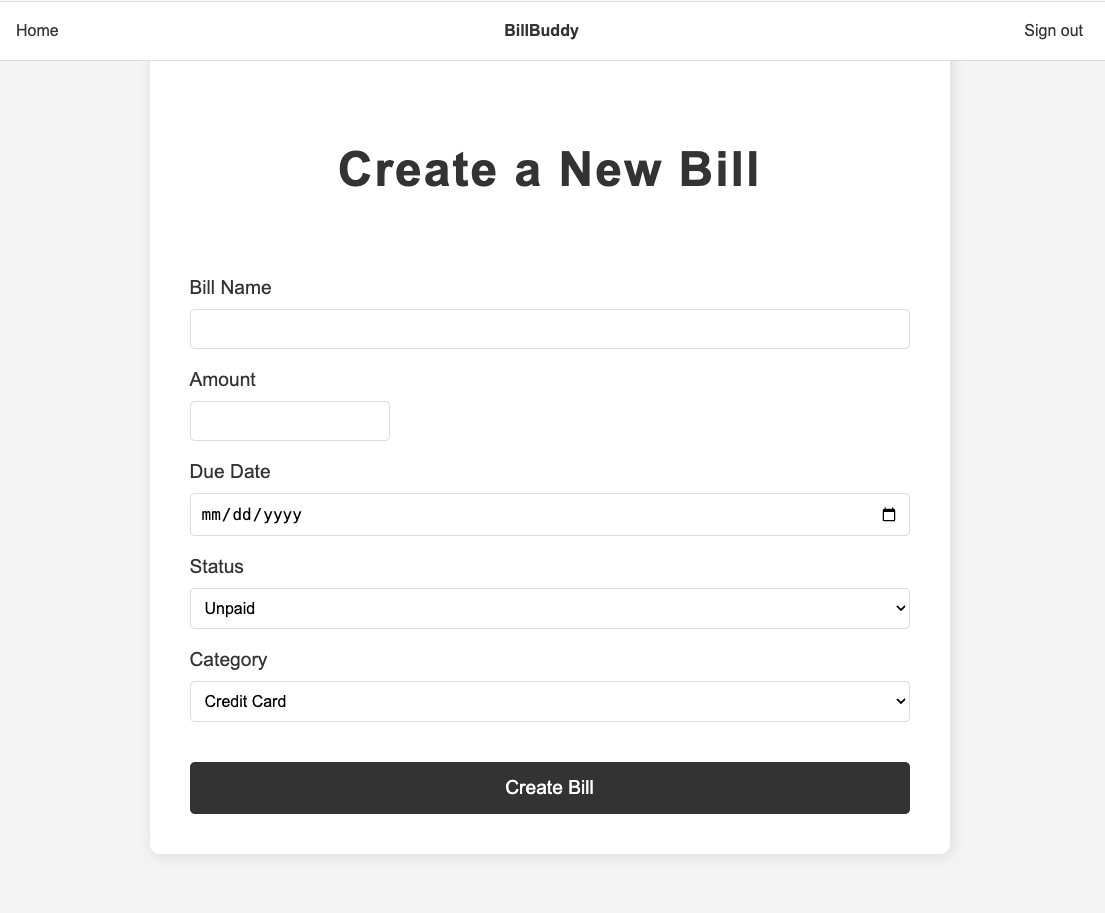 Home BillBuddy Sign out
Create a New Bill
Bill Name
Amount
Due Date
mm/dd/yyyy
Status
Unpaid
Category
Credit Card
Create Bill